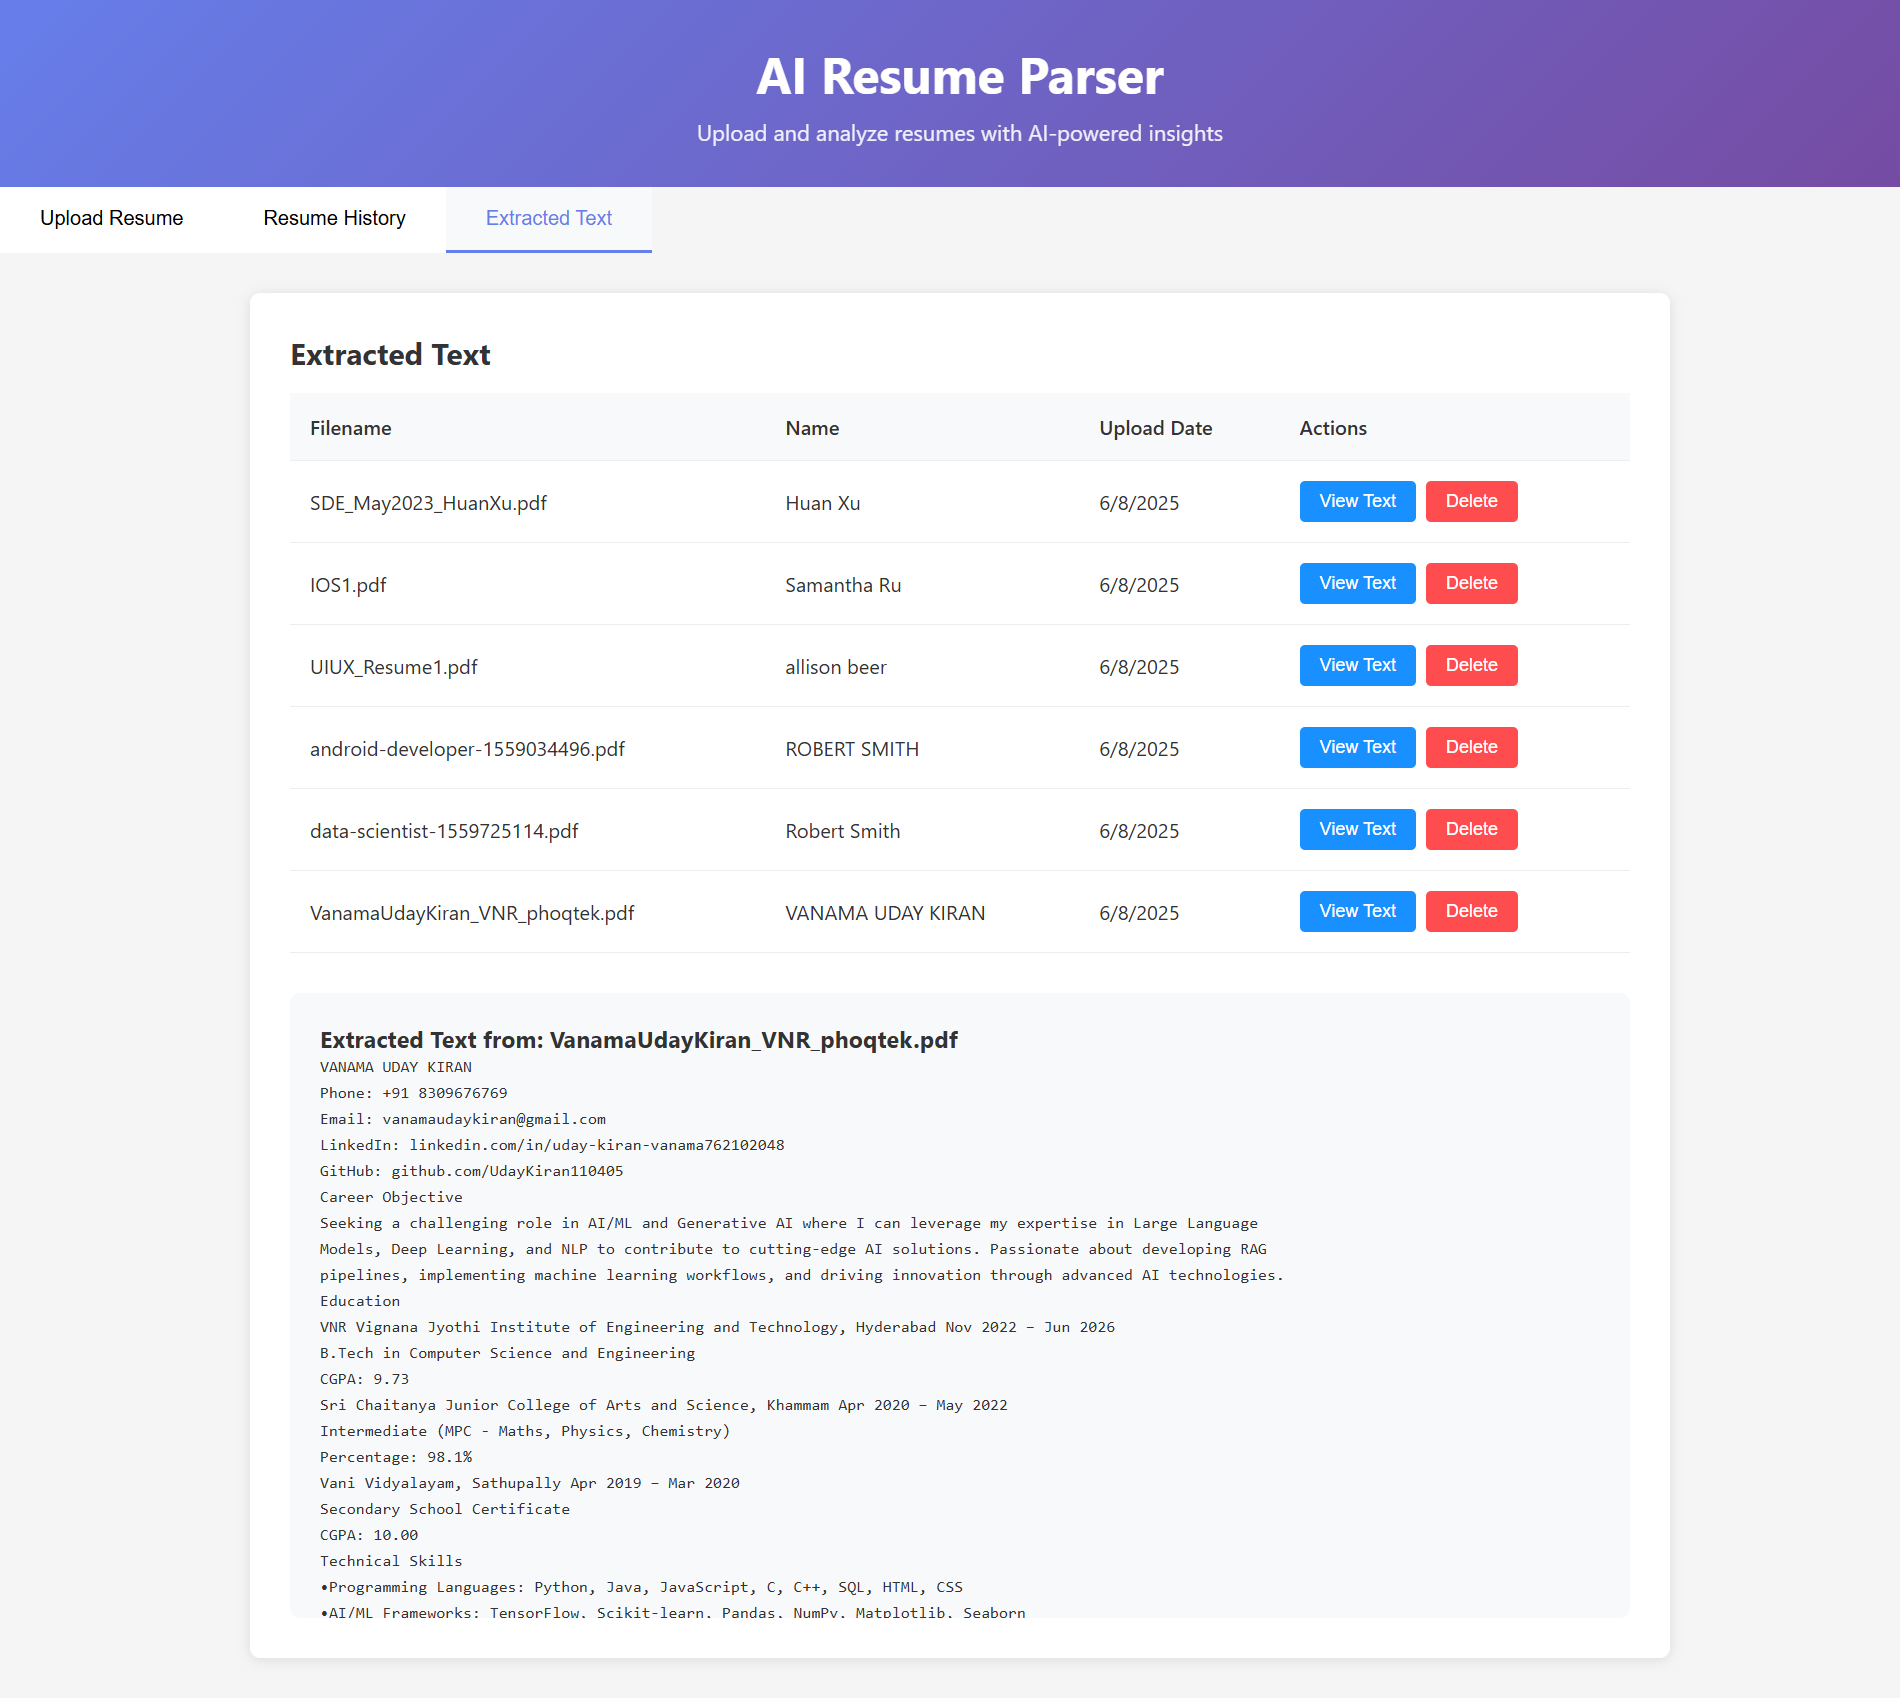 AI Resume Parser
Upload and analyze resumes with AI-powered insights
Upload Resume Resume History Extracted Text
Extracted Text
Filename Name Upload Date Actions
SDE_May2023_HuanXu.pdf Huan Xu 6/8/2025 View Text Delete
IOS1.pdf Samantha Ru 6/8/2025 View Text Delete
UIUX_Resume1.pdf allison beer 6/8/2025 View Text Delete
android-developer-1559034496.pdf ROBERT SMITH 6/8/2025 View Text Delete
data-scientist-1559725114.pdf Robert Smith 6/8/2025 View Text Delete
VanamaUdayKiran_VNR_phoqtek.pdf VANAMA UDAY KIRAN 6/8/2025 View Text Delete
Extracted Text from: VanamaUdayKiran_VNR_phoqtek.pdf
VANAMA UDAY KIRAN
Phone: +91 8309676769
Email: vanamaudaykiran@gmail.com
LinkedIn: linkedin.com/in/uday-kiran-vanama762102048
GitHub: github.com/UdayKiran110405
Career Objective
Seeking a challenging role in AI/ML and Generative AI where I can leverage my expertise in Large Language
Models, Deep Learning, and NLP to contribute to cutting-edge AI solutions. Passionate about developing RAG
pipelines, implementing machine learning workflows, and driving innovation through advanced AI technologies.
Education
VNR Vignana Jyothi Institute of Engineering and Technology, Hyderabad Nov 2022 – Jun 2026
B.Tech in Computer Science and Engineering
CGPA: 9.73
Sri Chaitanya Junior College of Arts and Science, Khammam Apr 2020 – May 2022
Intermediate (MPC - Maths, Physics, Chemistry)
Percentage: 98.1%
Vani Vidyalayam, Sathupally Apr 2019 – Mar 2020
Secondary School Certificate
CGPA: 10.00
Technical Skills
•Programming Languages: Python, Java, JavaScript, C, C++, SQL, HTML, CSS
•AI/ML Frameworks: TensorFlow, Scikit-learn, Pandas, NumPy, Matplotlib, Seaborn